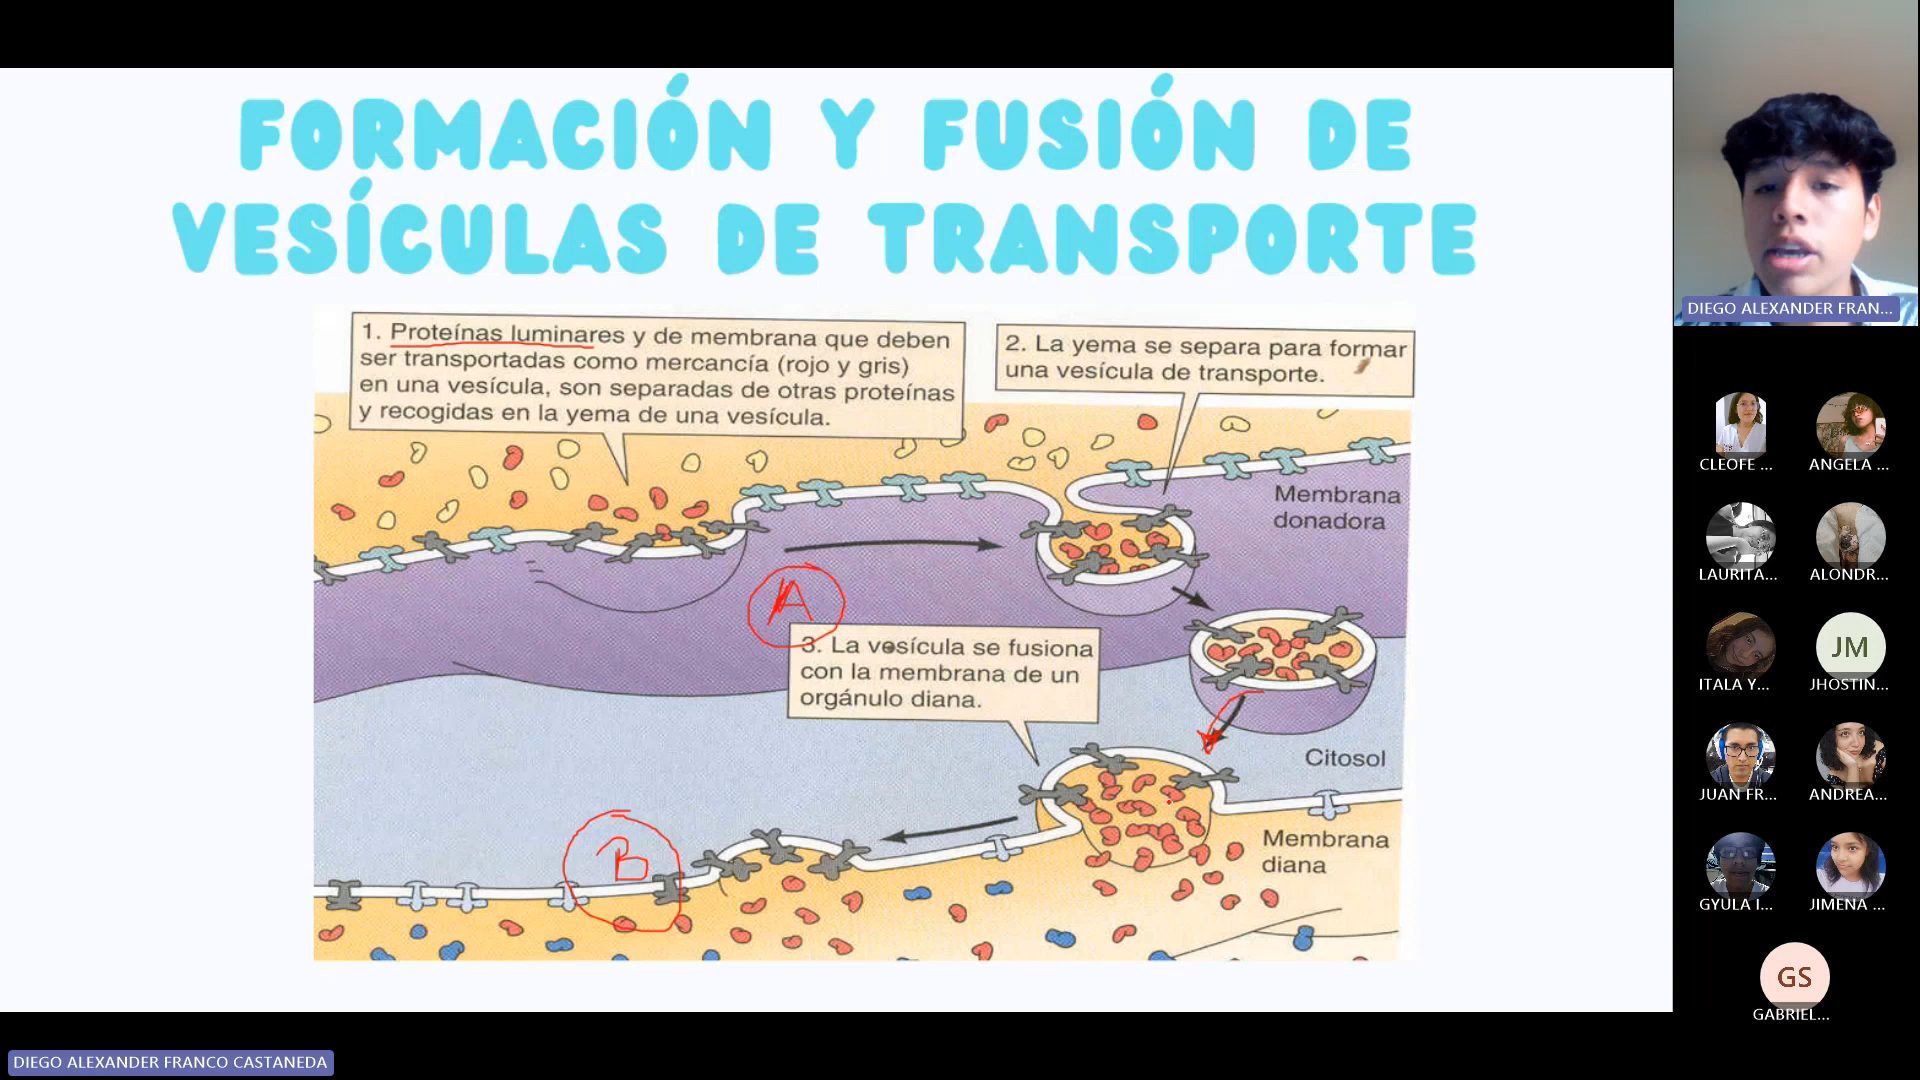 FORMACIÓN Y FUSIÓN DE
VESÍCULAS DE TRANSPORTE
1. Proteínas luminares y de membrana que deben
ser transportadas como mercancía (rojo y gris)
en una vesícula, son separadas de otras proteínas
y recogidas en la yema de una vesícula.
2. La yema se separa para formar
una vesícula de transporte.
Membrana
donadora
A
3. La vesícula se fusiona
con la membrana de un
orgánulo diana.
Citosol
B
Membrana
diana
DIEGO ALEXANDER FRAN...
CLEOFE ...
ANGELA ...
LAURITA...
ALONDR...
ITALA Y...
JM
JHOSTIN...
JUAN FR...
ANDREA...
GYULA I...
JIMENA ...
GS
GABRIEL...
DIEGO ALEXANDER FRANCO CASTANEDA